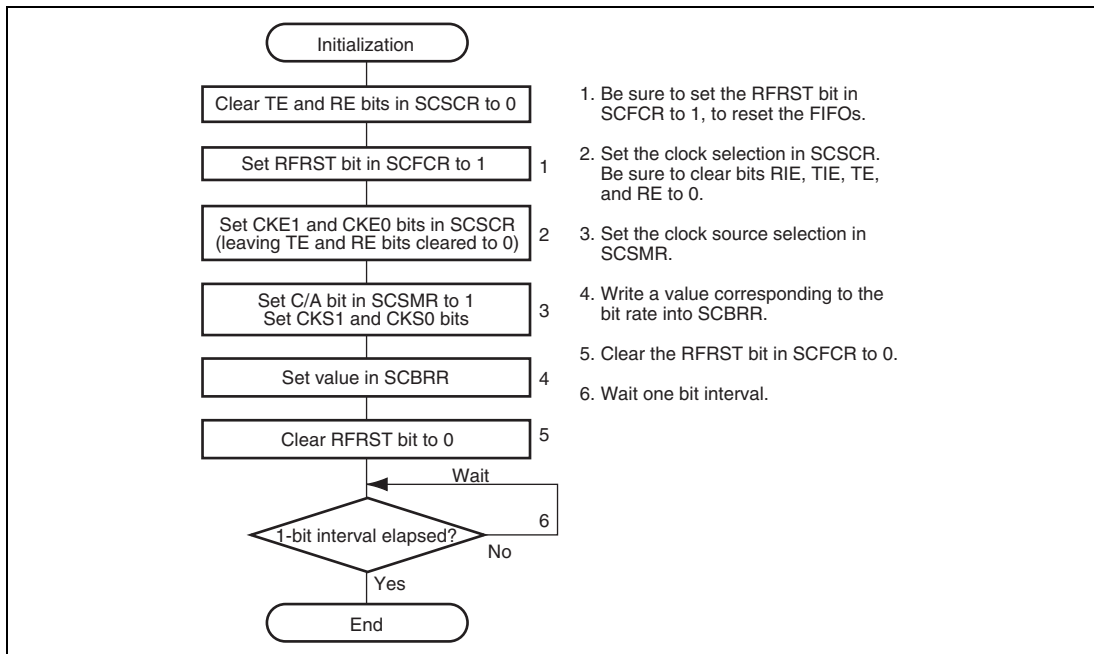 Initialization
Clear TE and RE bits in SCSCR to 0
Set RFRST bit in SCFCR to 1
1
Set CKE1 and CKE0 bits in SCSCR
(leaving TE and RE bits cleared to 0)
2
Set C/A bit in SCSMR to 1
Set CKS1 and CKS0 bits
3
Set value in SCBRR
4
Clear RFRST bit to 0
5
Wait
1-bit interval elapsed?
6
No
Yes
End
1. Be sure to set the RFRST bit in
SCFCR to 1, to reset the FIFOs.
2. Set the clock selection in SCSCR.
Be sure to clear bits RIE, TIE, TE,
and RE to 0.
3. Set the clock source selection in
SCSMR.
4. Write a value corresponding to the
bit rate into SCBRR.
5. Clear the RFRST bit in SCFCR to 0.
6. Wait one bit interval.